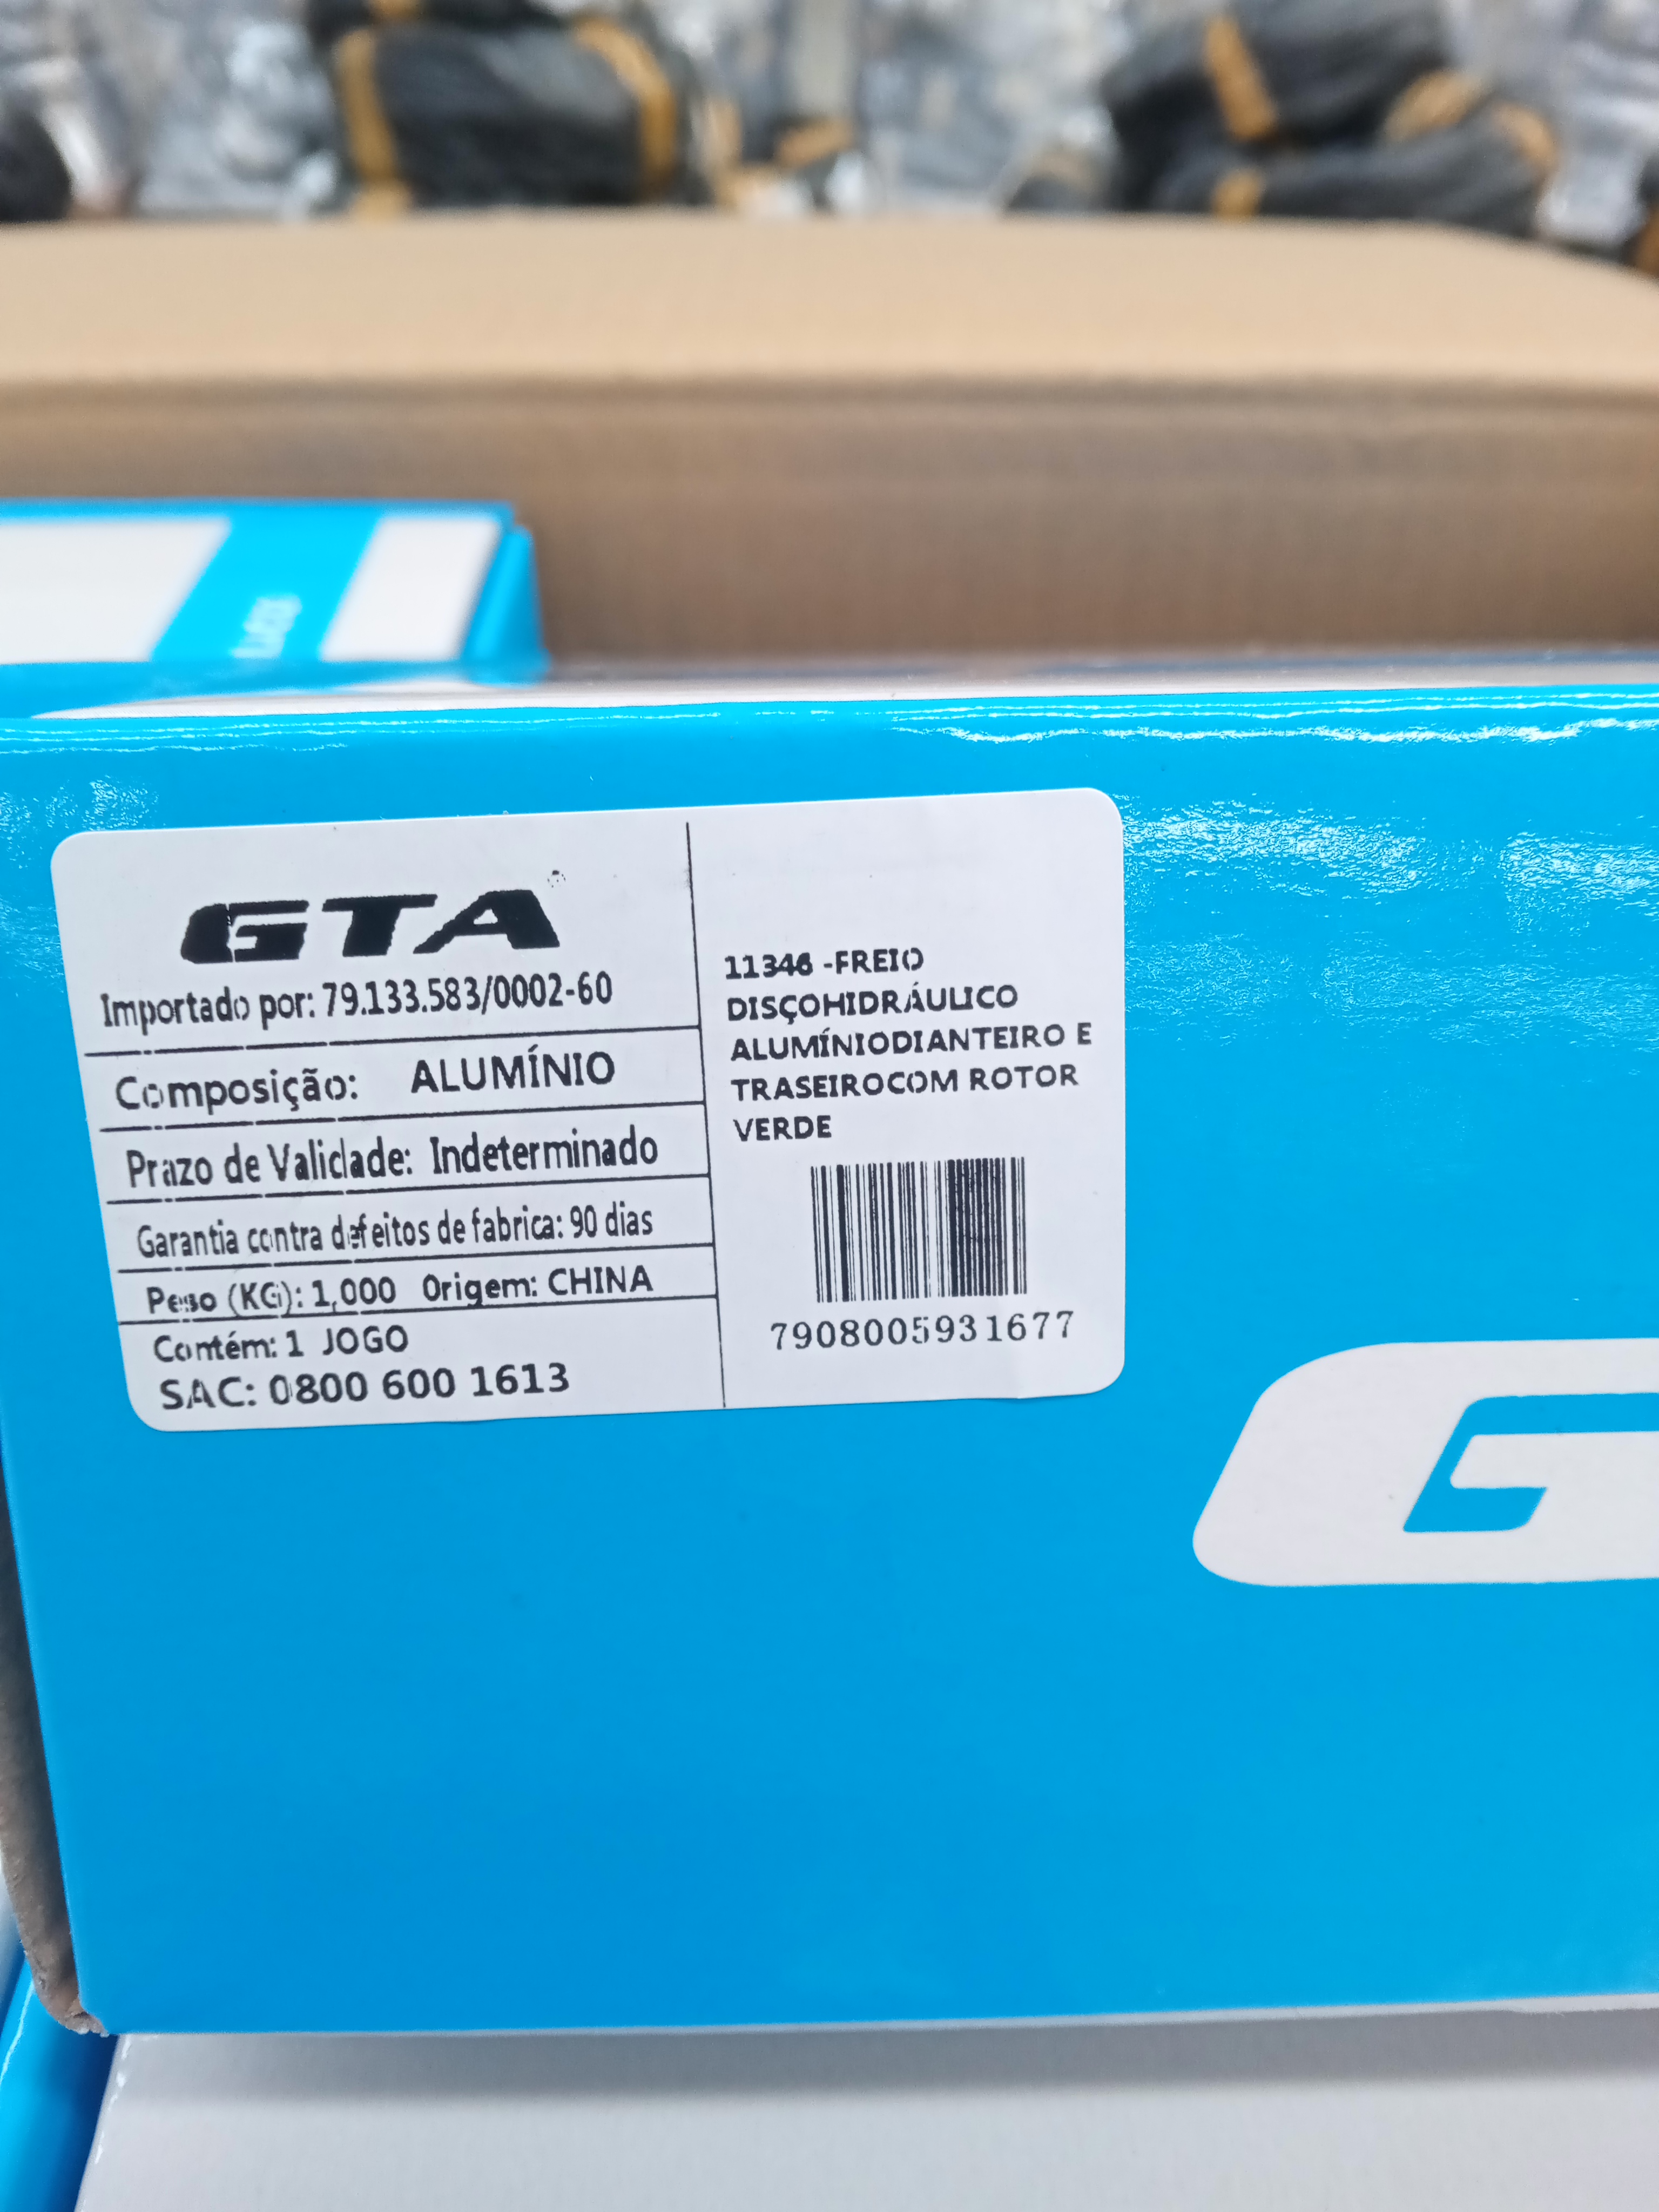 GTA
Importado por: 79.133.583/0002-60
Composição: ALUMÍNIO
Prazo de Validade: Indeterminado
Garantia contra defeitos de fabrica: 90 dias
Peso (KG): 1,000 Origem: CHINA
Contém: 1 JOGO
SAC: 0800 600 1613
11346 -FREIO
DISÇOHIDRÁULICO
ALUMÍNIODIANTEIRO E
TRASEIROCOM ROTOR
VERDE
7908005931677
G